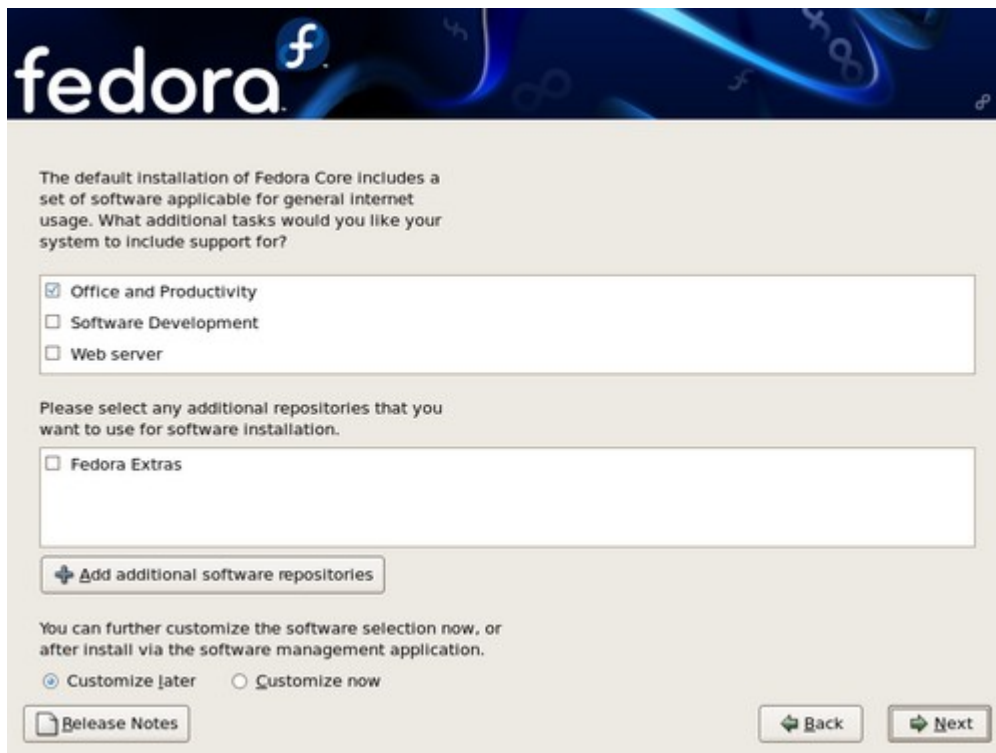 fedora
The default installation of Fedora Core includes a
set of software applicable for general internet
usage. What additional tasks would you like your
system to include support for?
Office and Productivity
Software Development
Web server
Please select any additional repositories that you
want to use for software installation.
Fedora Extras
Add additional software repositories
You can further customize the software selection now, or
after install via the software management application.
Customize later
Customize now
Release Notes
Back
Next